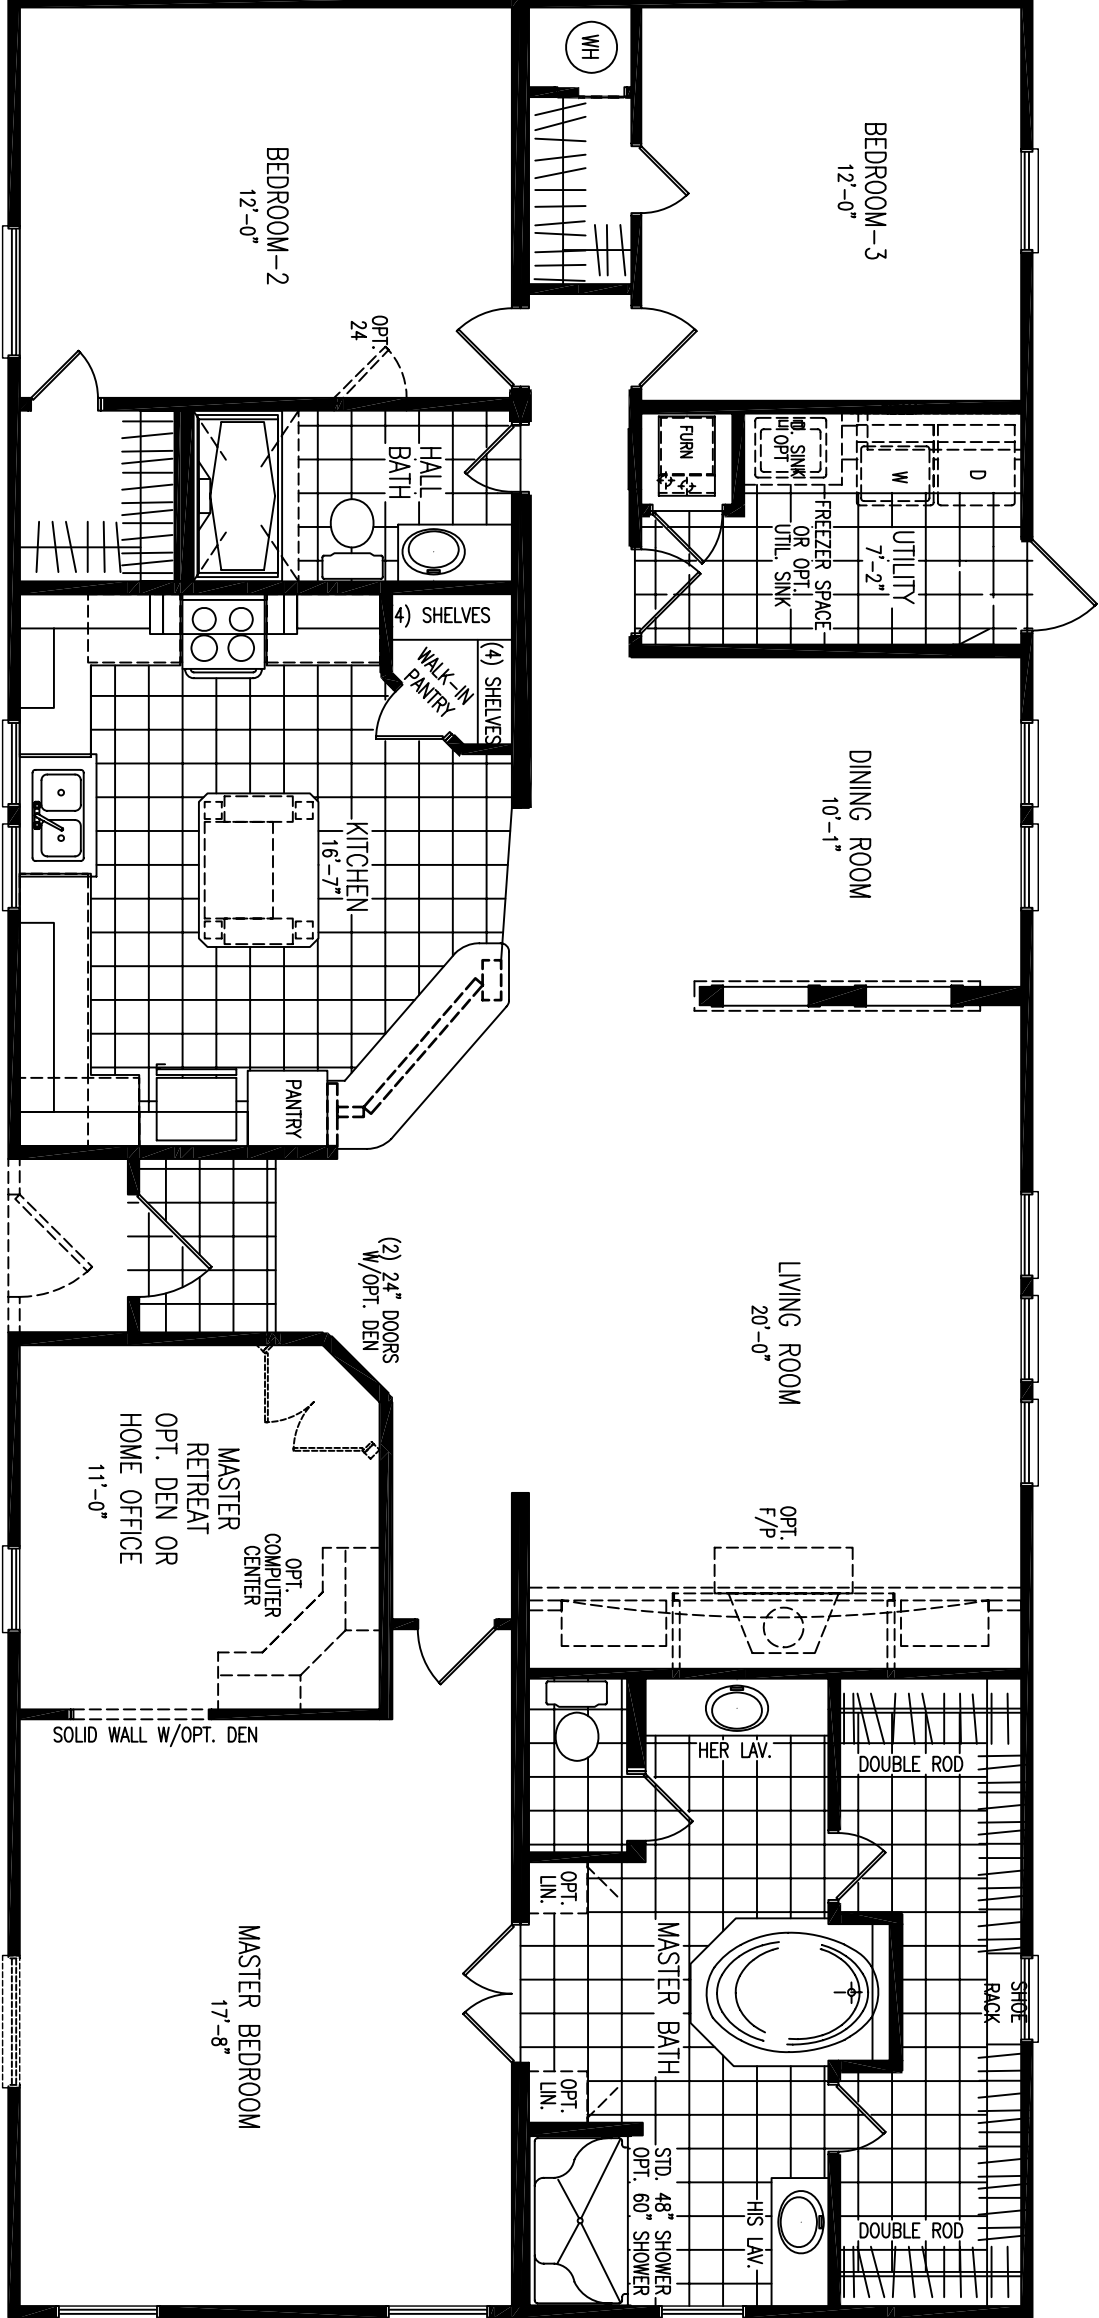 WH
BEDROOM-3
12'-0"
BEDROOM-2
12'-0"
OPT.
24
FURN
D. SINK
OPT
W
D
UTILITY
7'-2"
FREEZER SPACE
OR OPT.
UTIL. SINK
HALL
BATH
4) SHELVES
(4) SHELVES
WALK-IN
PANTRY
DINING ROOM
10'-1"
KITCHEN
16'-7"
PANTRY
LIVING ROOM
20'-0"
(2) 24" DOORS
W/OPT. DEN
OPT.
F/P
MASTER
RETREAT
OPT. DEN OR
HOME OFFICE
11'-0"
OPT.
COMPUTER
CENTER
SOLID WALL W/OPT. DEN
HER LAV.
DOUBLE ROD
OPT.
LIN.
MASTER BATH
SHOE
RACK
OPT.
LIN.
MASTER BEDROOM
17'-8"
STD. 48" SHOWER
OPT. 60" SHOWER
HIS LAV.
DOUBLE ROD